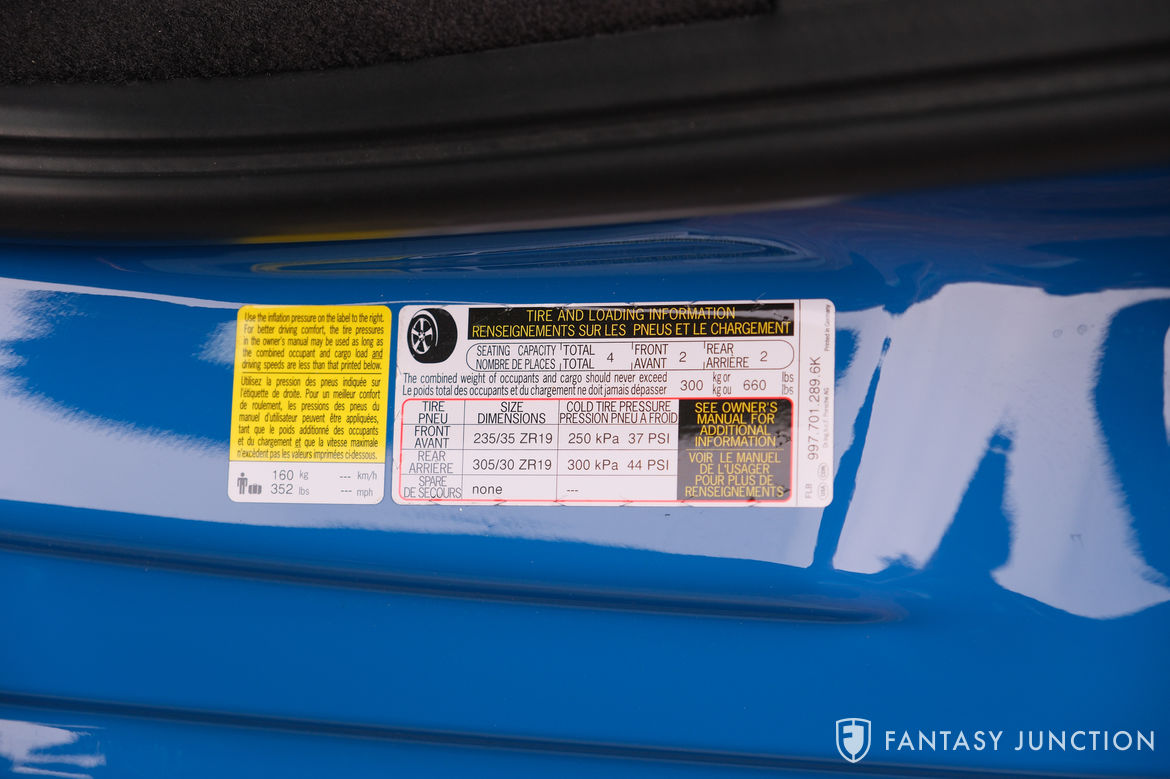 Use the inflation pressure on the label to the right.
For better driving comfort, the tire pressures
in the owner's manual may be used as long as
the combined occupant and cargo load and
driving speeds are less than that printed below.
Utilisez la pression des pneus indiquée sur
l'étiquette de droite. Pour un meilleur confort
de roulement, les pressions des pneus du
manuel d'utilisateur peuvent être appliquées,
tant que le poids additionné des occupants
et du chargement et que la vitesse maximale
n'excèdent pas les valeurs imprimées ci-dessous.
160 kg --- km/h
352 lbs --- mph
TIRE AND LOADING INFORMATION
RENSEIGNEMENTS SUR LES PNEUS ET LE CHARGEMENT
SEATING CAPACITY TOTAL 4 FRONT 2 REAR 2
NOMBRE DE PLACES TOTAL AVANT ARRIÈRE
The combined weight of occupants and cargo should never exceed 300 kg or 660 lbs
Le poids total des occupants et du chargement ne doit jamais dépasser kg ou lbs
TIRE SIZE COLD TIRE PRESSURE
PNEU DIMENSIONS PRESSION PNEU A FROID
FRONT 235/35 ZR19 250 kPa 37 PSI
AVANT
REAR 305/30 ZR19 300 kPa 44 PSI
ARRIÈRE
SPARE none ---
DE SECOURS
SEE OWNER'S
MANUAL FOR
ADDITIONAL
INFORMATION
VOIR LE MANUEL
DE L'USAGER
POUR PLUS DE
RENSEIGNEMENTS
997.701.289.6K
Printed in Germany
FLB
USA CDN
FANTASY JUNCTION